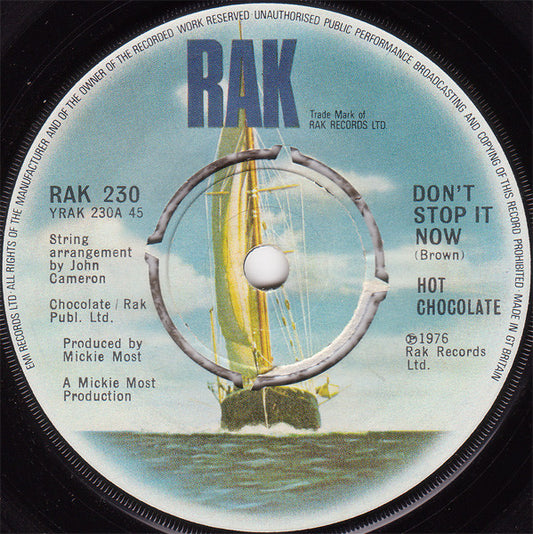 EMI RECORDS LTD · ALL RIGHTS OF THE MANUFACTURER AND OF THE OWNER OF THE RECORDED WORK RESERVED UNAUTHORISED PUBLIC PERFORMANCE BROADCASTING AND COPYING OF THIS RECORD PROHIBITED · MADE IN GT BRITAIN
RAK
Trade Mark of
RAK RECORDS LTD.
RAK 230
YRAK 230A 45
String
arrangement
by John
Cameron
Chocolate / Rak
Publ. Ltd.
Produced by
Mickie Most
A Mickie Most
Production
DON'T
STOP IT
NOW
(Brown)
HOT
CHOCOLATE
℗1976
Rak Records
Ltd.